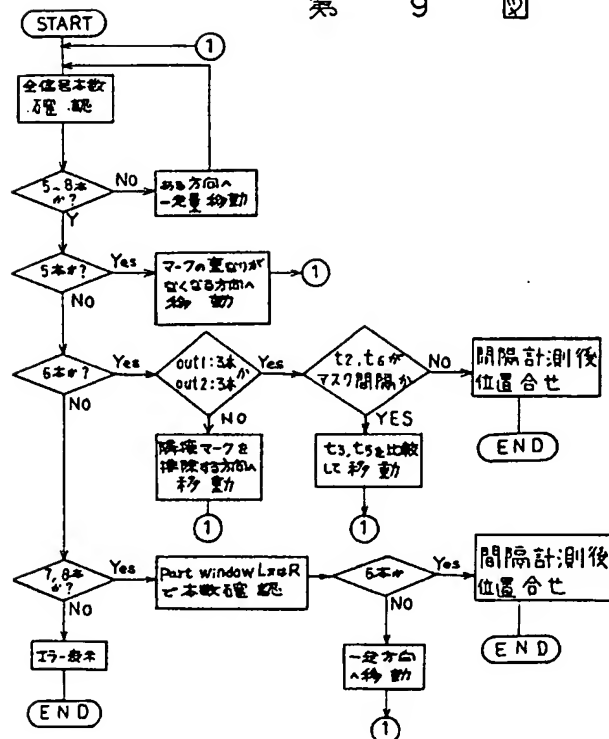 第 9 図
START
①
全信号本数
確認
5~8本
か?
NO
Y
ある方向へ
一定量移動
5本か?
Yes
NO
マークの重なりが
なくなる方向へ
移動
①
6本か?
Yes
NO
out1:3本か
out2:3本
Yes
NO
t2,t6が
マスク間隔か
NO
YES
間隔計測後
位置合せ
END
隣接マークを
排除する方向へ
移動
①
t3,t5を比較
して移動
①
7,8本
か?
Yes
NO
Part window L又はR
で本数確認
6本か
Yes
NO
間隔計測後
位置合せ
END
エラー表示
END
一定方向
へ移動
①